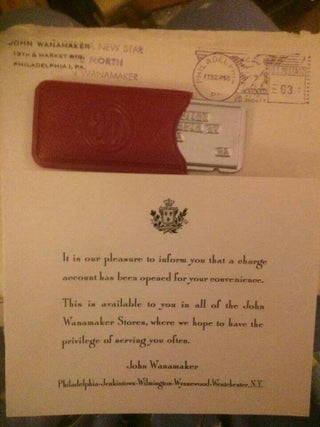 JOHN WANAMAKER
13TH & MARKET STS.
PHILADELPHIA 1, PA.
A NEW STAR
NORTH
WANAMAKER
PHILADELPHIA
PA.
U.S. POSTAGE
03
It is our pleasure to inform you that a charge
account has been opened for your convenience.
This is available to you in all of the John
Wanamaker Stores, where we hope to have the
privilege of serving you often.
John Wanamaker
Philadelphia-Jenkintown-Wilmington-Wynnewood-Westchester, N.Y.